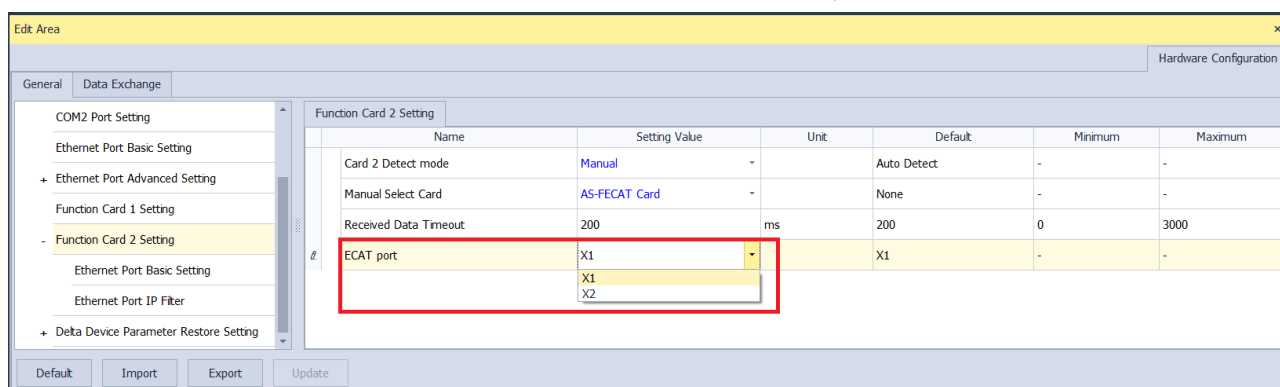 Edit Area
×
Hardware Configuration
General Data Exchange
COM2 Port Setting
Ethernet Port Basic Setting
+ Ethernet Port Advanced Setting
Function Card 1 Setting
- Function Card 2 Setting
Ethernet Port Basic Setting
Ethernet Port IP Filter
+ Delta Device Parameter Restore Setting
Function Card 2 Setting
Name Setting Value Unit Default Minimum Maximum
Card 2 Detect mode Manual Auto Detect - -
Manual Select Card AS-FECAT Card None - -
Received Data Timeout 200 ms 200 0 3000
ECAT port X1 X1 - -
X1
X2
Default Import Export Update